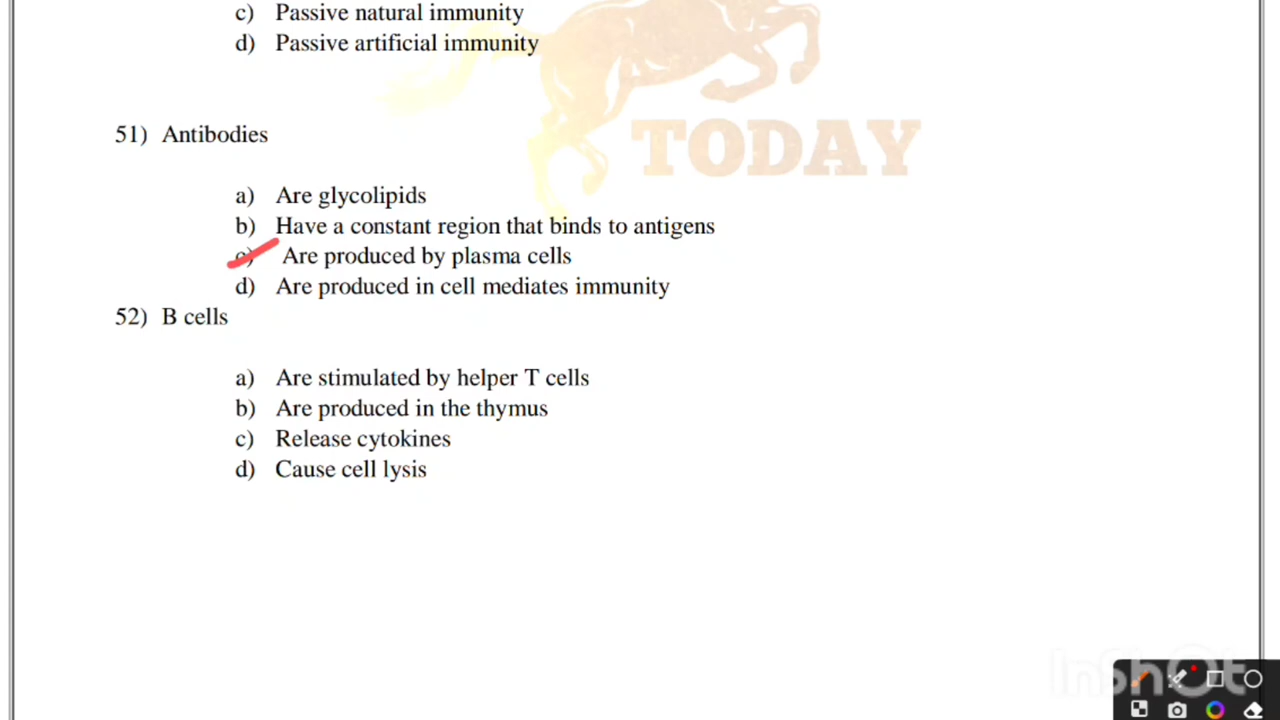 c) Passive natural immunity
d) Passive artificial immunity
TODAY
51) Antibodies
a) Are glycolipids
b) Have a constant region that binds to antigens
c) Are produced by plasma cells
d) Are produced in cell mediates immunity
52) B cells
a) Are stimulated by helper T cells
b) Are produced in the thymus
c) Release cytokines
d) Cause cell lysis
InShOt